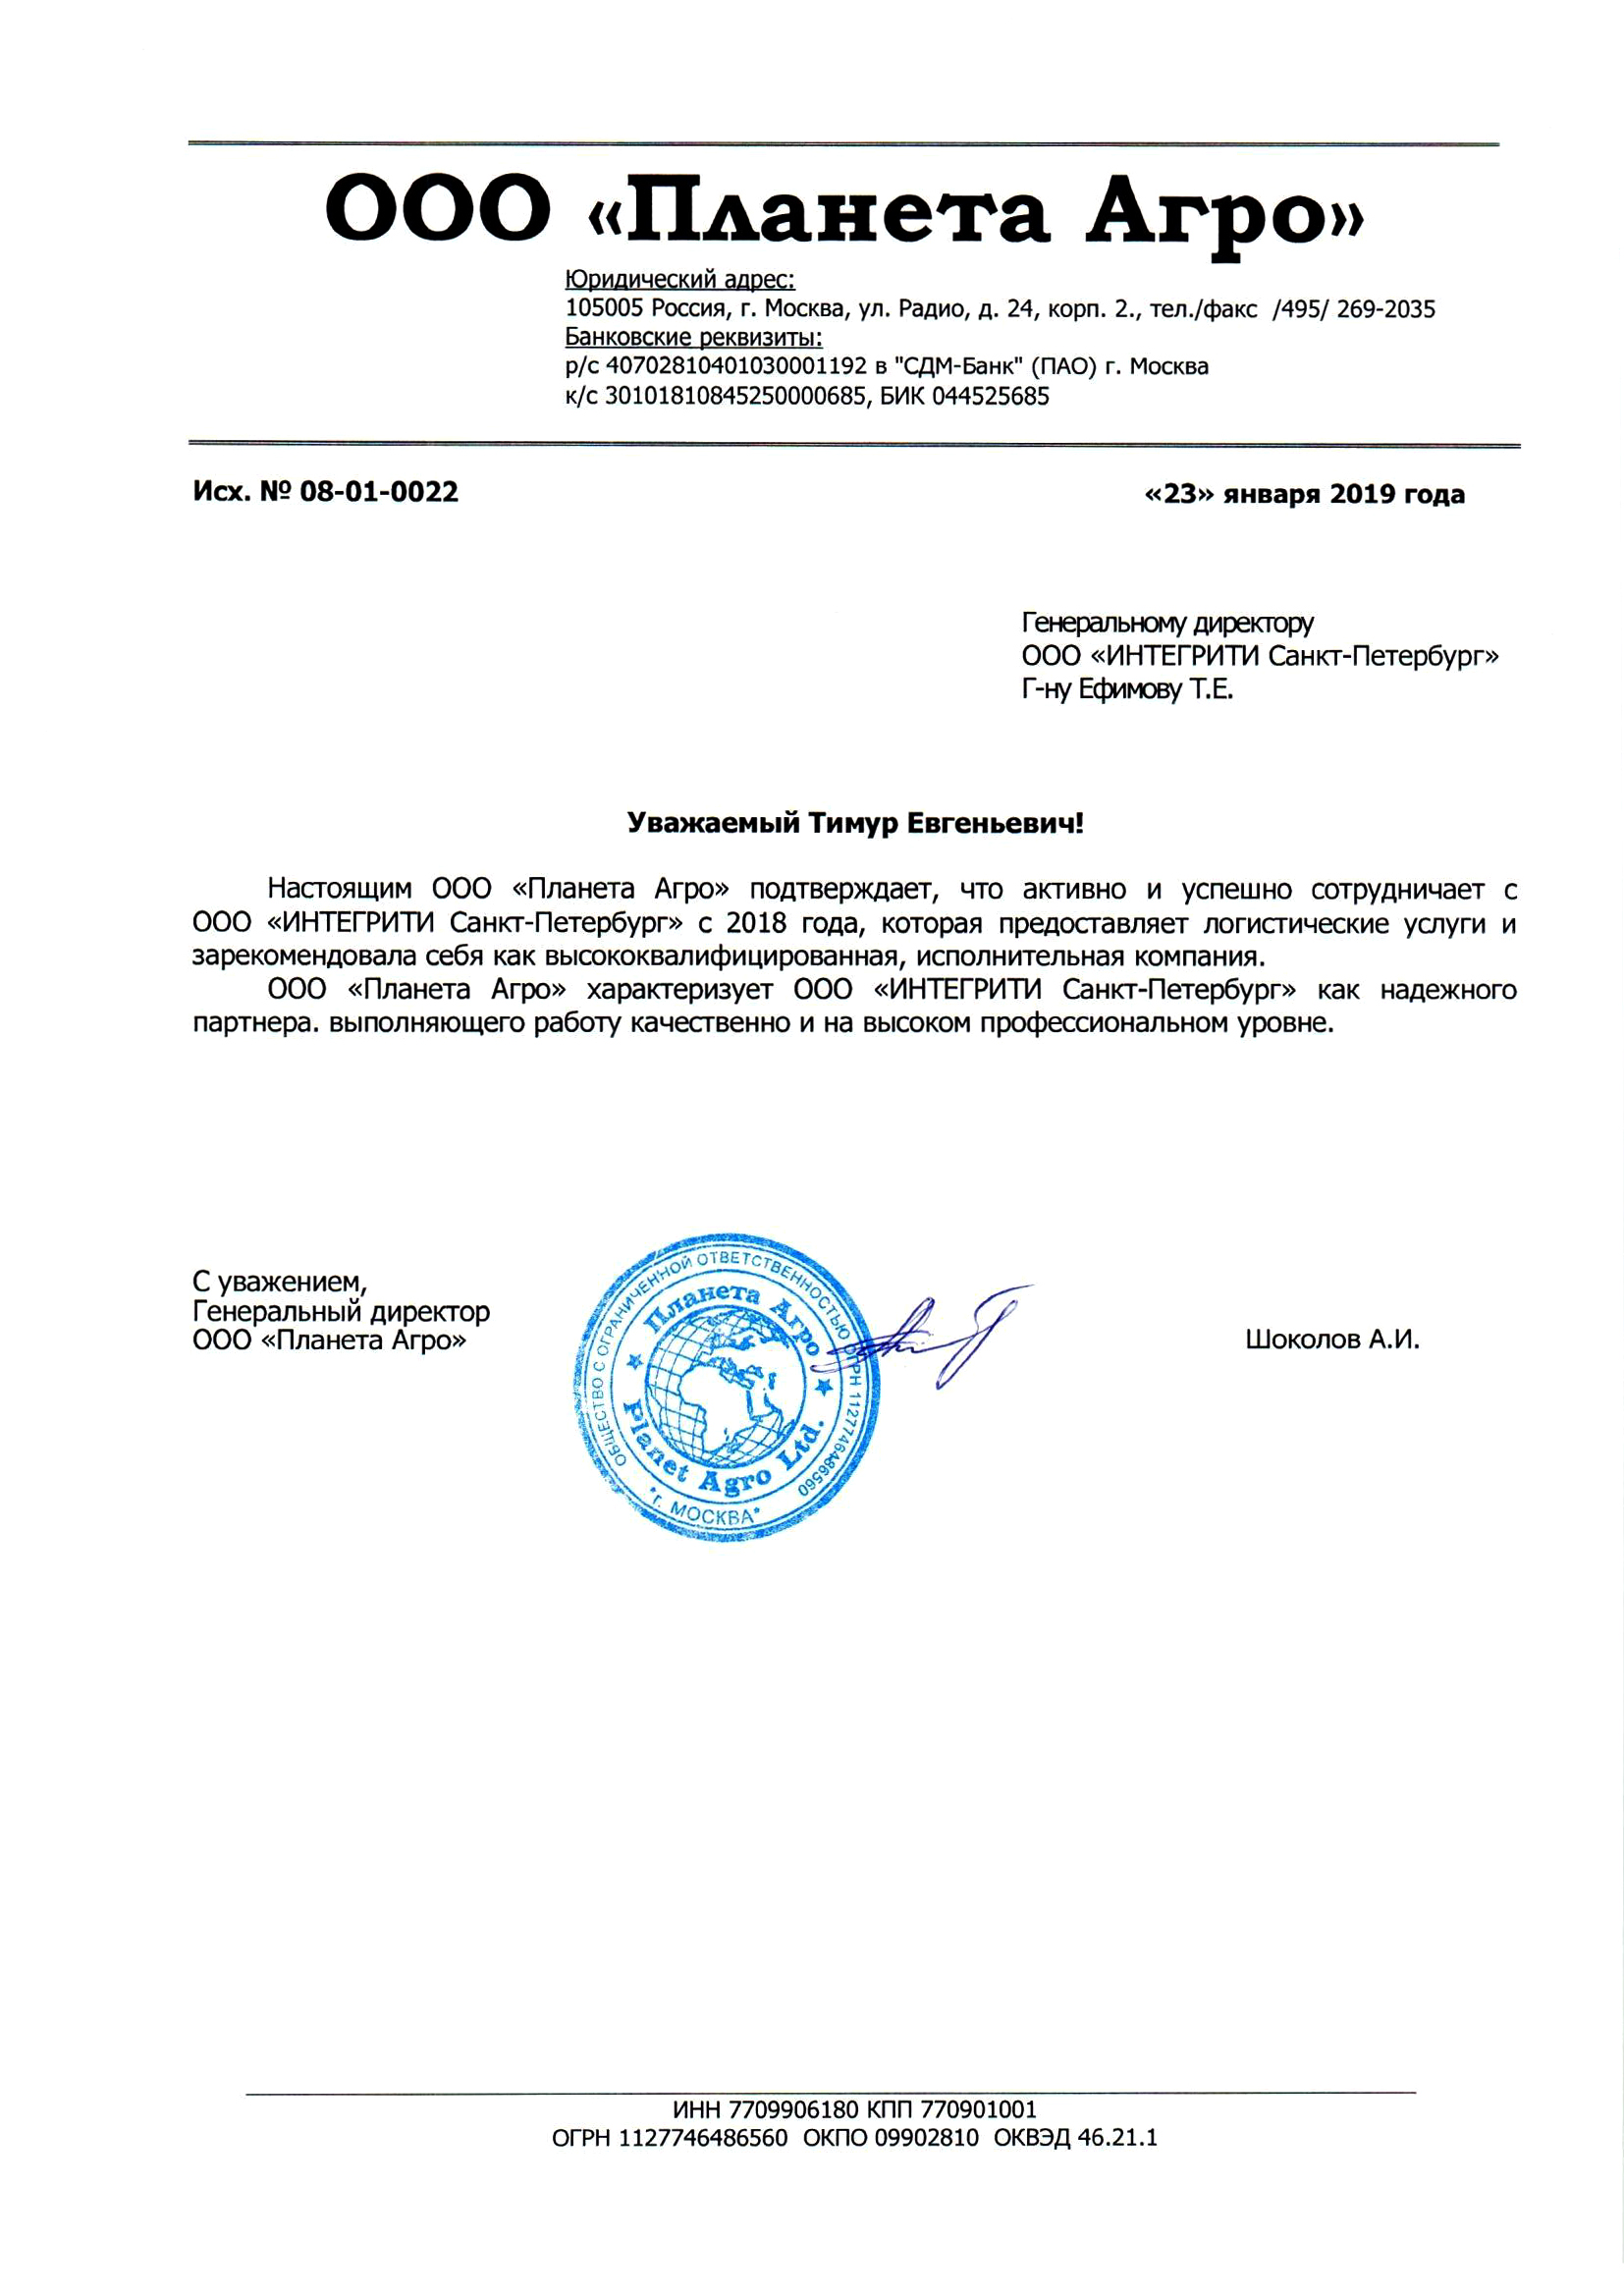 ООО «Планета Агро»
Юридический адрес:
105005 Россия, г. Москва, ул. Радио, д. 24, корп. 2., тел./факс /495/ 269-2035
Банковские реквизиты:
р/с 40702810401030001192 в "СДМ-Банк" (ПАО) г. Москва
к/с 30101810845250000685, БИК 044525685
Исх. № 08-01-0022
«23» января 2019 года
Генеральному директору
ООО «ИНТЕГРИТИ Санкт-Петербург»
Г-ну Ефимову Т.Е.
Уважаемый Тимур Евгеньевич!
Настоящим ООО «Планета Агро» подтверждает, что активно и успешно сотрудничает с
ООО «ИНТЕГРИТИ Санкт-Петербург» с 2018 года, которая предоставляет логистические услуги и
зарекомендовала себя как высококвалифицированная, исполнительная компания.
ООО «Планета Агро» характеризует ООО «ИНТЕГРИТИ Санкт-Петербург» как надежного
партнера. выполняющего работу качественно и на высоком профессиональном уровне.
С уважением,
Генеральный директор
ООО «Планета Агро»
ОБЩЕСТВО С ОГРАНИЧЕННОЙ ОТВЕТСТВЕННОСТЬЮ ОГРН 1127746486560
*г. МОСКВА*
Планета Агро
Planet Agro Ltd.
Шоколов А.И.
ИНН 7709906180 КПП 770901001
ОГРН 1127746486560 ОКПО 09902810 ОКВЭД 46.21.1